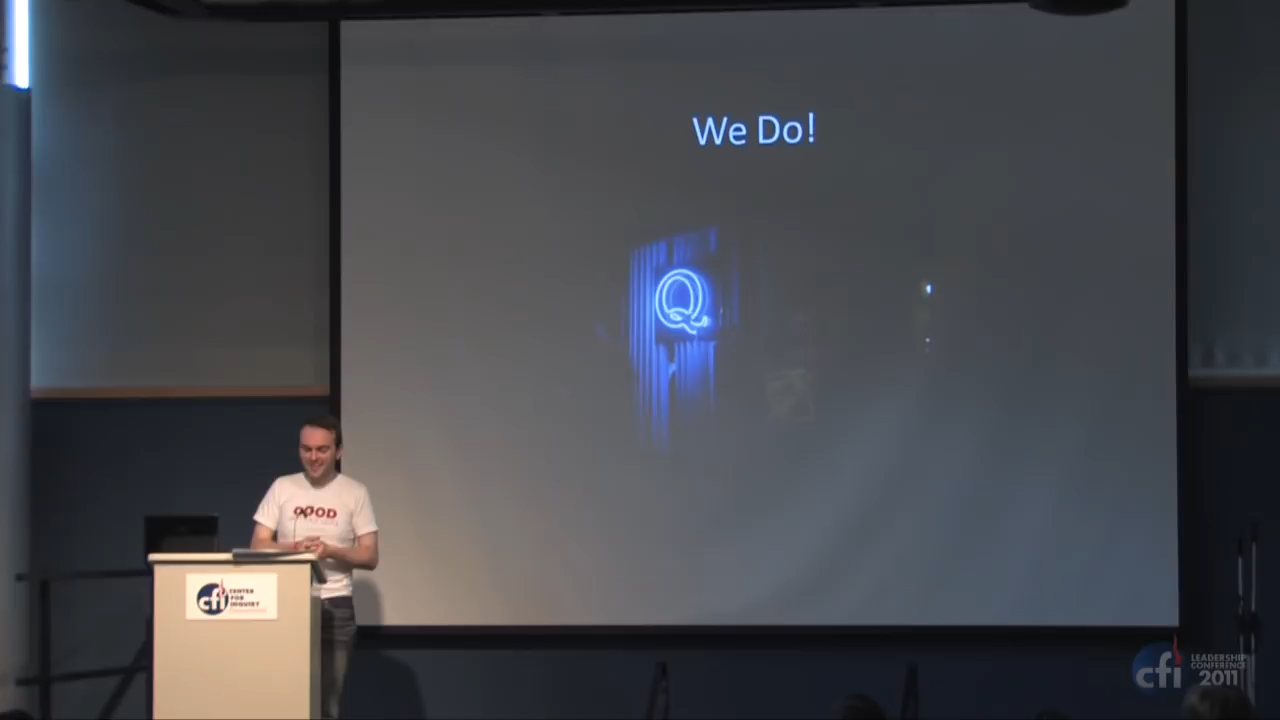 We Do!
Q
GOOD
cfi
CENTER
FOR
INQUIRY
cfi
LEADERSHIP
CONFERENCE
2011